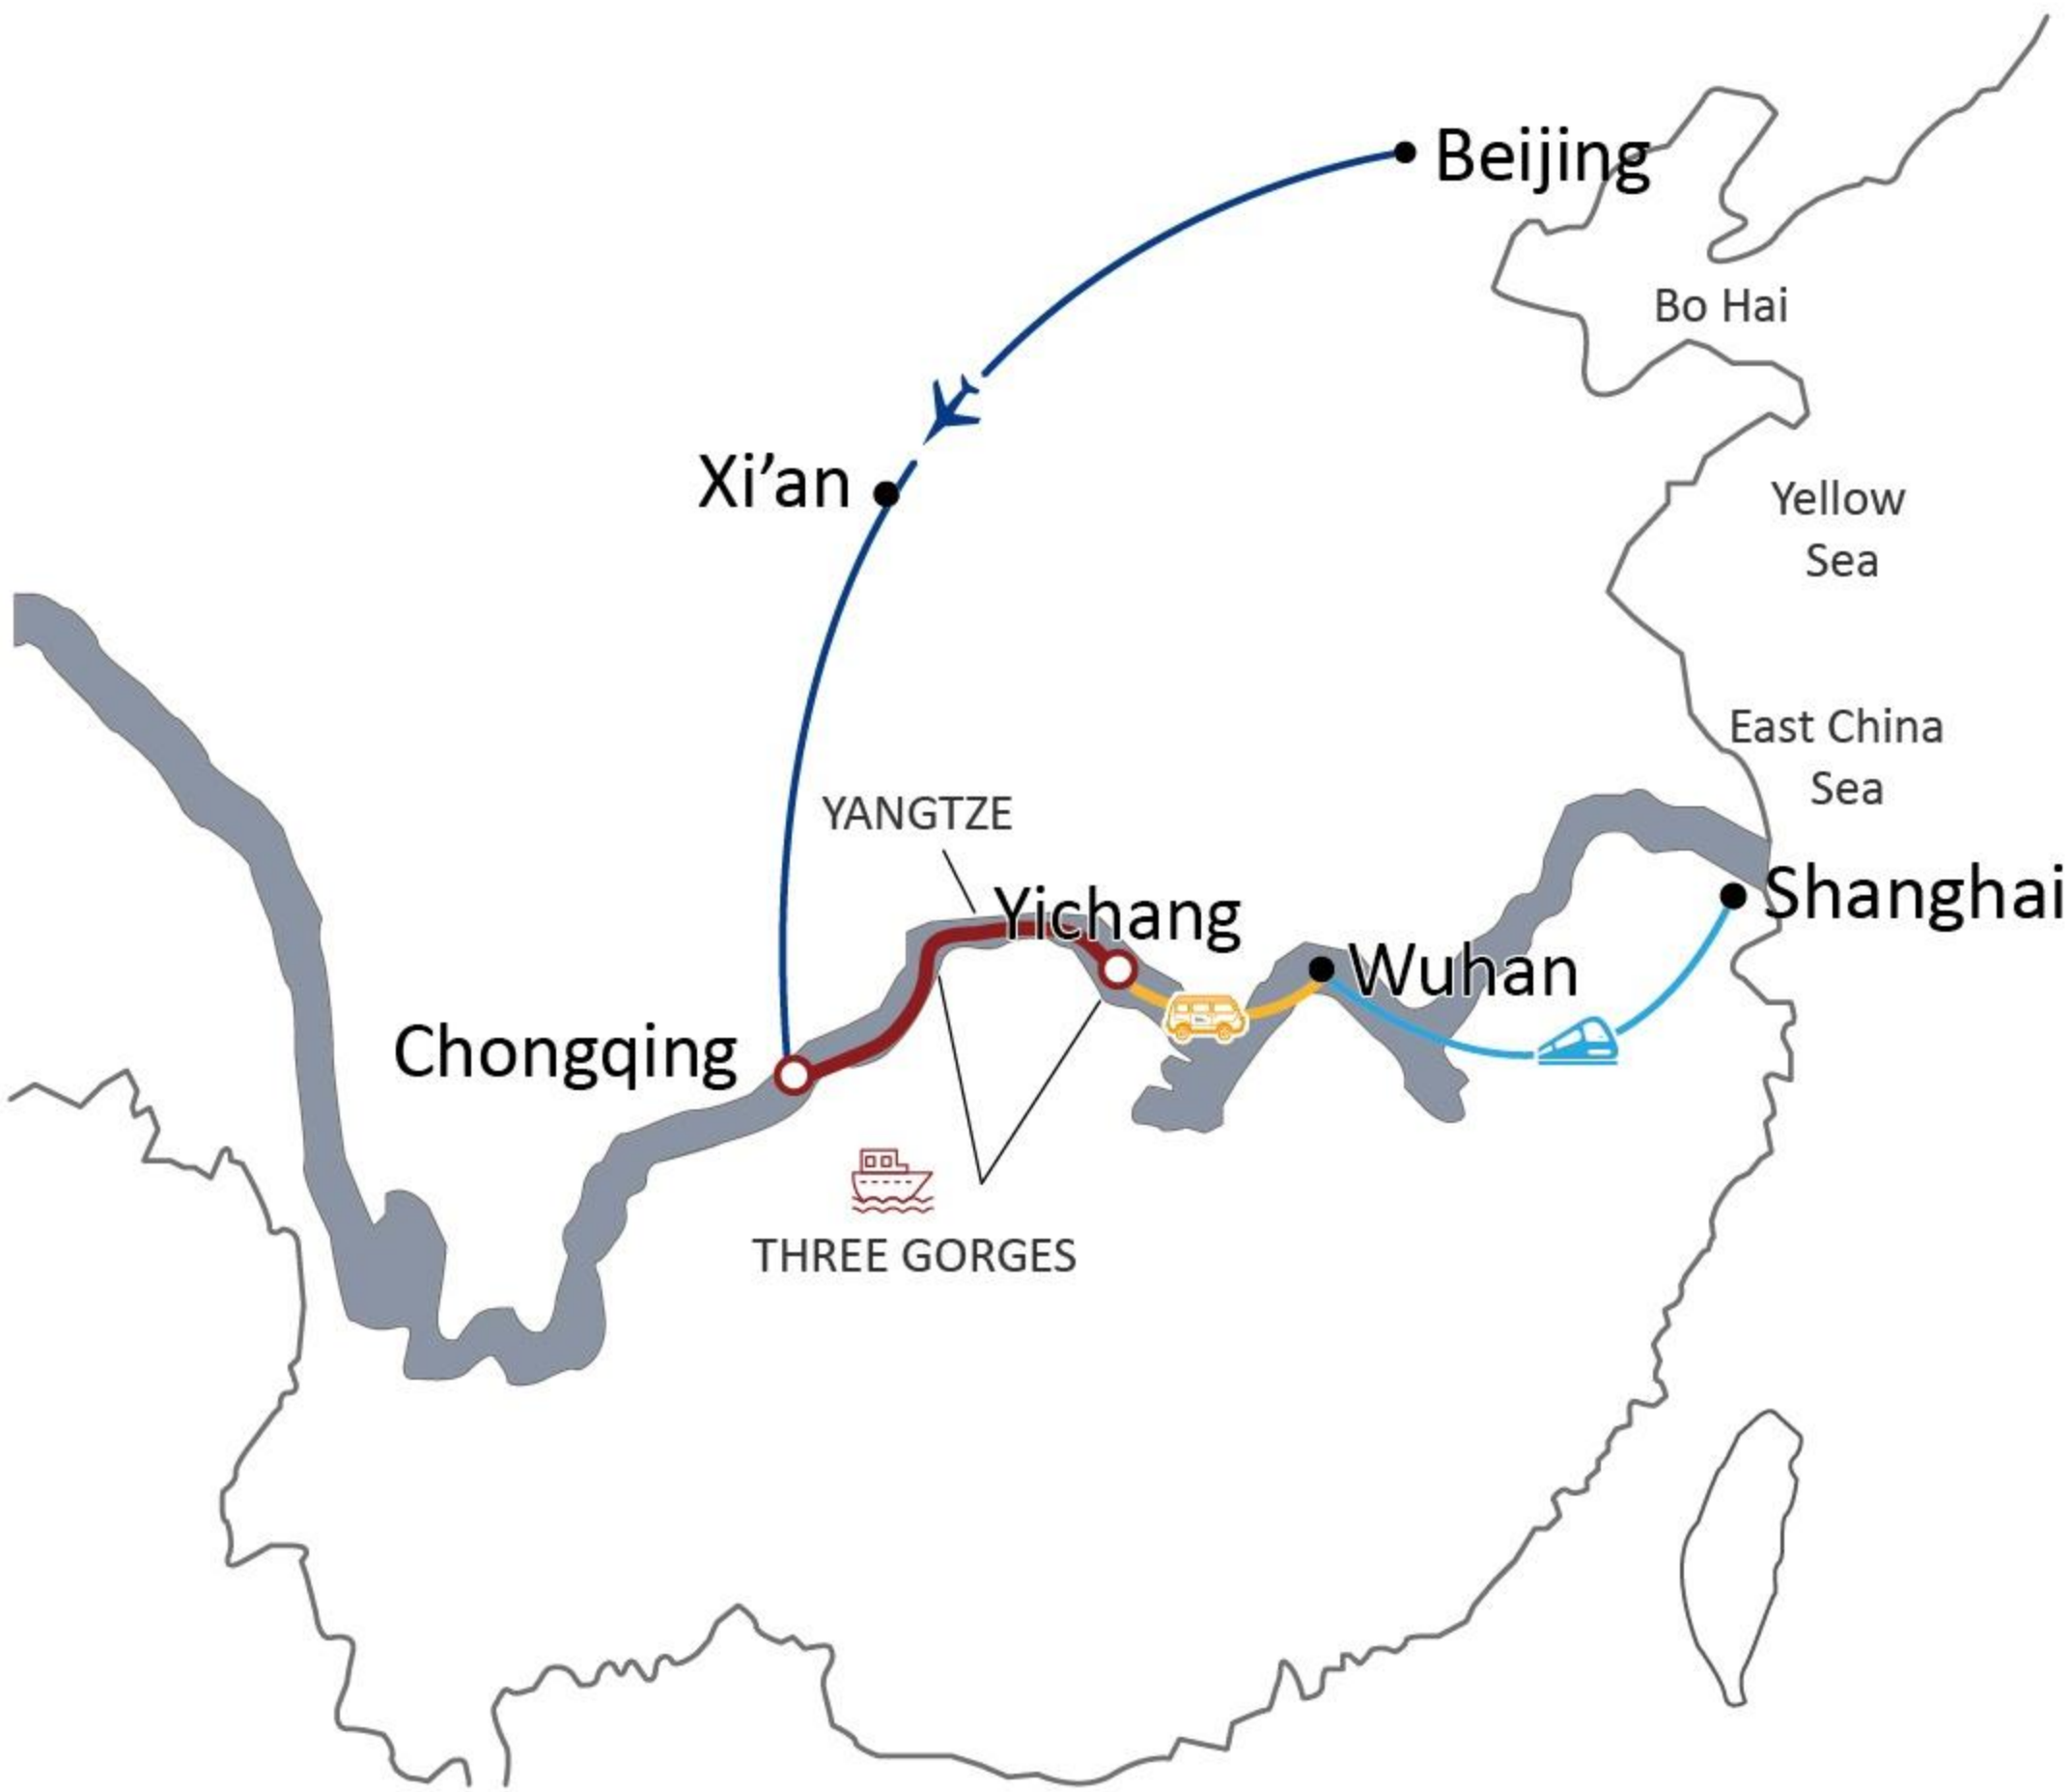 Beijing
Bo Hai
Xi’an
Yellow
Sea
East China
Sea
YANGTZE
Yichang
Shanghai
Wuhan
Chongqing
THREE GORGES